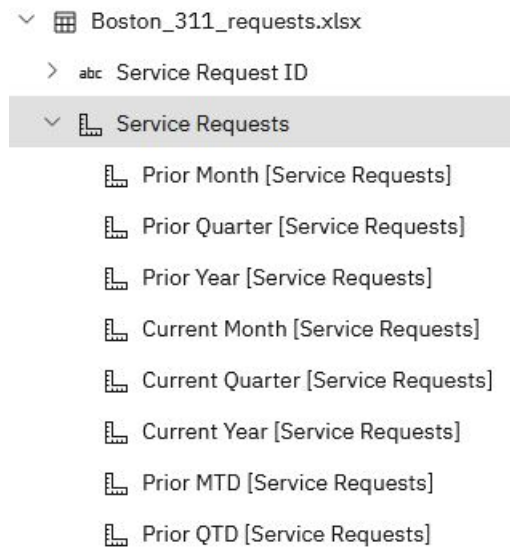 Boston_311_requests.xlsx
abc Service Request ID
Service Requests
Prior Month [Service Requests]
Prior Quarter [Service Requests]
Prior Year [Service Requests]
Current Month [Service Requests]
Current Quarter [Service Requests]
Current Year [Service Requests]
Prior MTD [Service Requests]
Prior QTD [Service Requests]